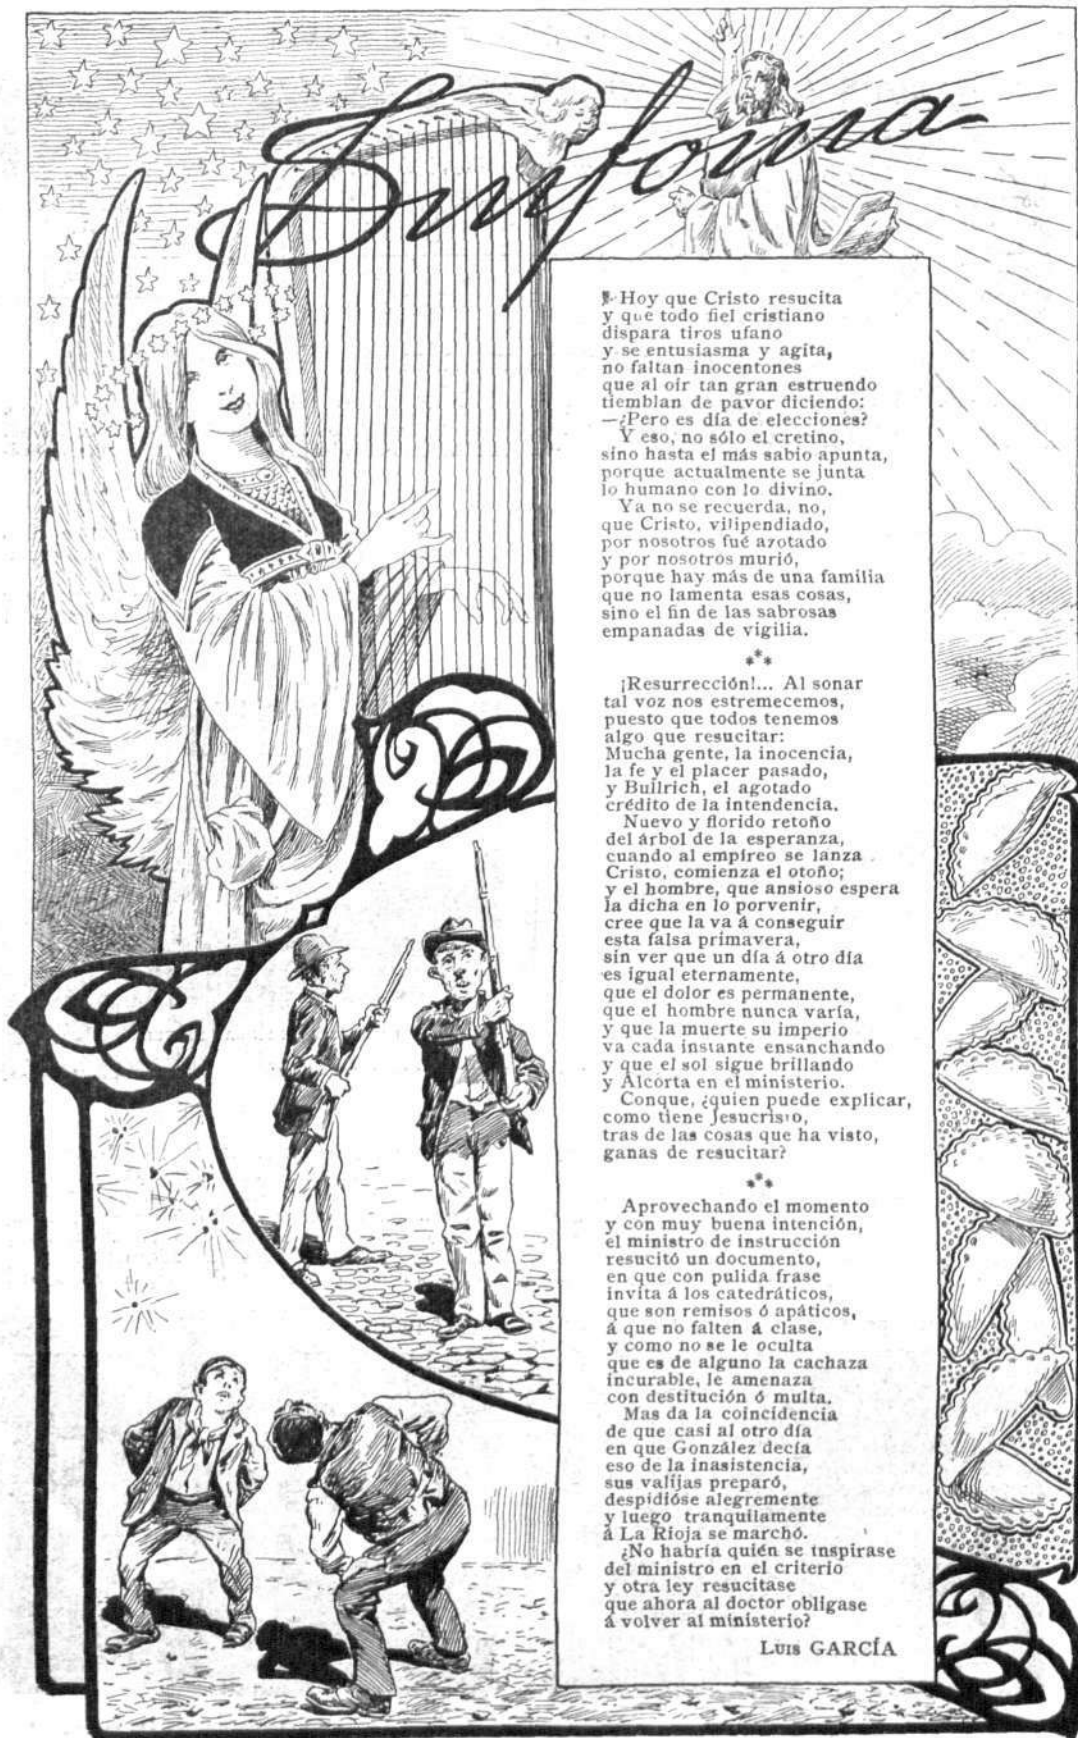 Sinfonía
Hoy que Cristo resucita
y que todo fiel cristiano
dispara tiros ufano
y se entusiasma y agita,
no faltan inocentones
que al oir tan gran estruendo
tiemblan de pavor diciendo:
—¿Pero es día de elecciones?
Y eso, no sólo el cretino,
sino hasta el más sabio apunta,
porque actualmente se junta
lo humano con lo divino.
Ya no se recuerda, no,
que Cristo, vilipendiado,
por nosotros fué azotado
y por nosotros murió,
porque hay más de una familia
que no lamenta esas cosas,
sino el fin de las sabrosas
empanadas de vigilia.
***
¡Resurrección!... Al sonar
tal voz nos estremecemos,
puesto que todos tenemos
algo que resucitar:
Mucha gente, la inocencia,
la fe y el placer pasado,
y Bullrich, el agotado
crédito de la intendencia.
Nuevo y florido retoño
del árbol de la esperanza,
cuando al empíreo se lanza
Cristo, comienza el otoño;
y el hombre, que ansioso espera
la dicha en lo porvenir,
cree que la va á conseguir
esta falsa primavera,
sin ver que un día á otro día
es igual eternamente,
que el dolor es permanente,
que el hombre nunca varía,
y que la muerte su imperio
va cada instante ensanchando
y que el sol sigue brillando
y Alcorta en el ministerio.
Conque, ¿quien puede explicar,
como tiene Jesucristo,
tras de las cosas que ha visto,
ganas de resucitar?
***
Aprovechando el momento
y con muy buena intención,
el ministro de instrucción
resucitó un documento,
en que con pulida frase
invita á los catedráticos,
que son remisos ó apáticos,
á que no falten á clase,
y como no se le oculta
que es de alguno la cachaza
incurable, le amenaza
con destitución ó multa.
Mas da la coincidencia
de que casi al otro día
en que González decía
eso de la inasistencia,
sus valijas preparó,
despidióse alegremente
y luego tranquilamente
á La Rioja se marchó.
¿No habría quién se inspirase
del ministro en el criterio
y otra ley resucitase
que ahora al doctor obligase
á volver al ministerio?
Luis GARCÍA